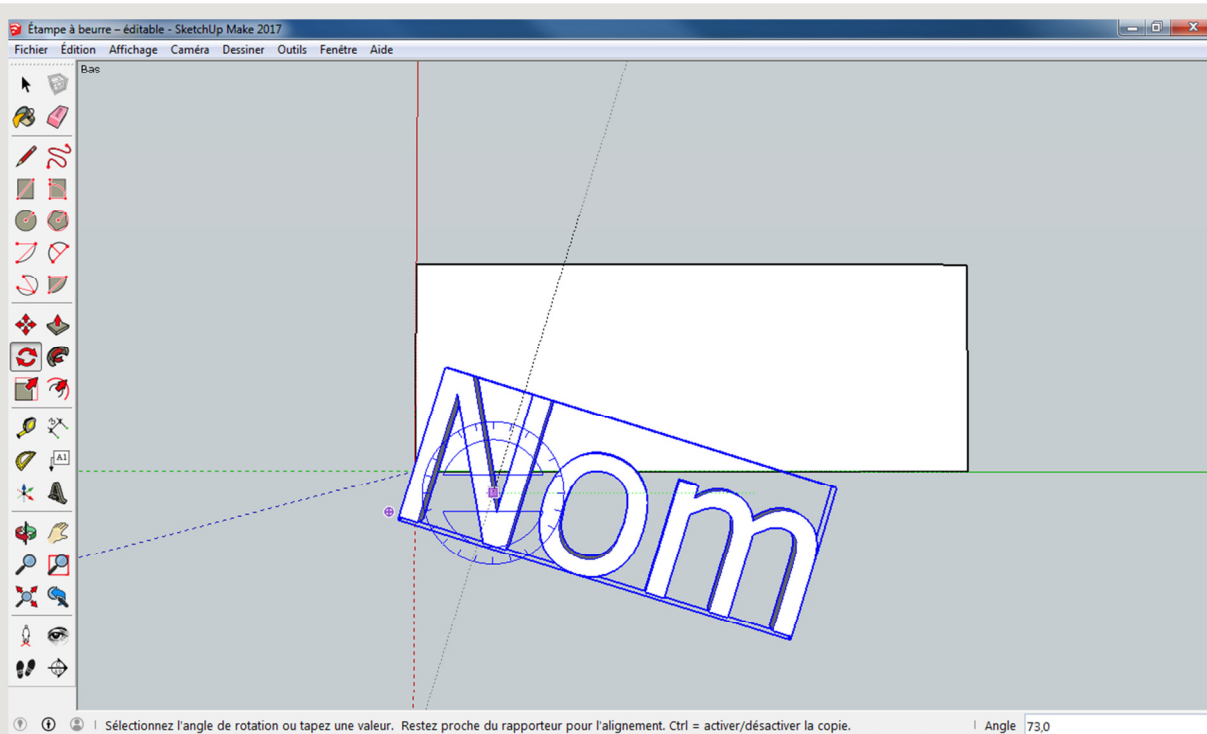 Étampe à beurre – éditable - SketchUp Make 2017
Fichier Édition Affichage Caméra Dessiner Outils Fenêtre Aide
Bas
A1
Nom
Sélectionnez l'angle de rotation ou tapez une valeur. Restez proche du rapporteur pour l'alignement. Ctrl = activer/désactiver la copie. Angle 73,0